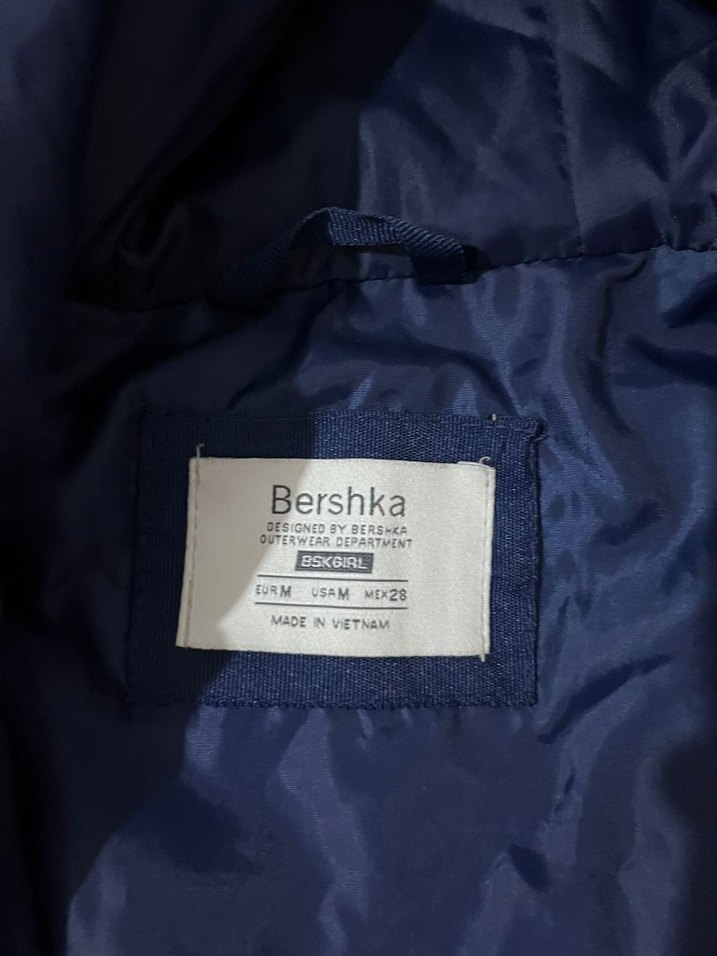 Bershka
DESIGNED BY BERSHKA
OUTERWEAR DEPARTMENT
BSKGIRL
EUR M USA M MEX 28
MADE IN VIETNAM